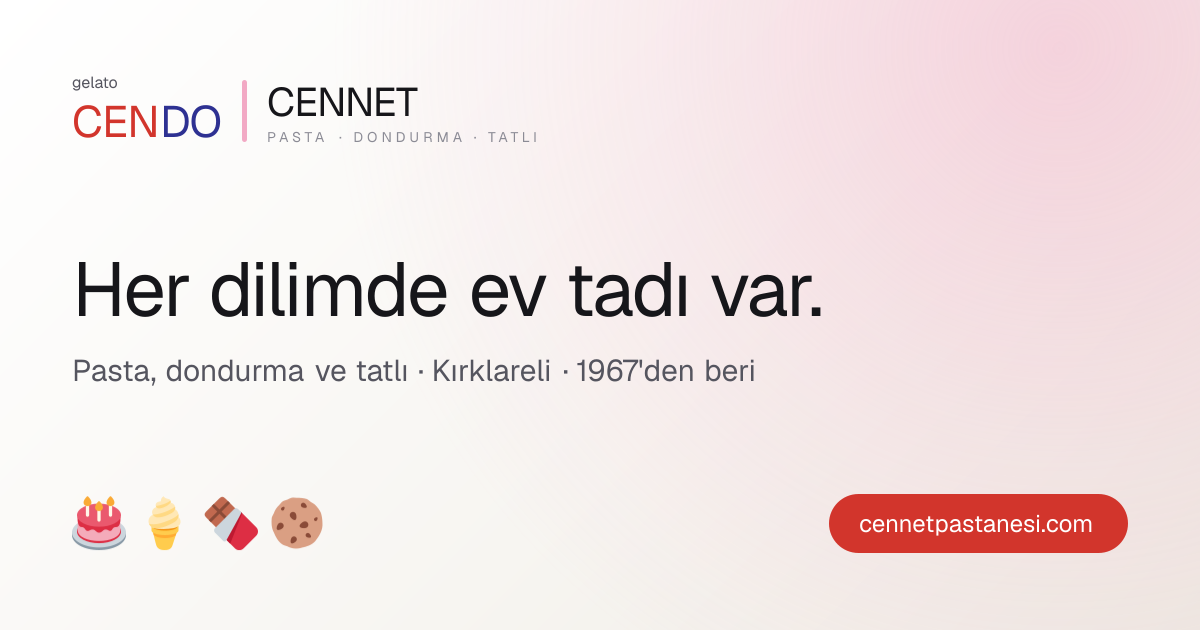 gelato
CENDO
CENNET
PASTA · DONDURMA · TATLI
Her dilimde ev tadı var.
Pasta, dondurma ve tatlı · Kırklareli · 1967'den beri
cennetpastanesi.com